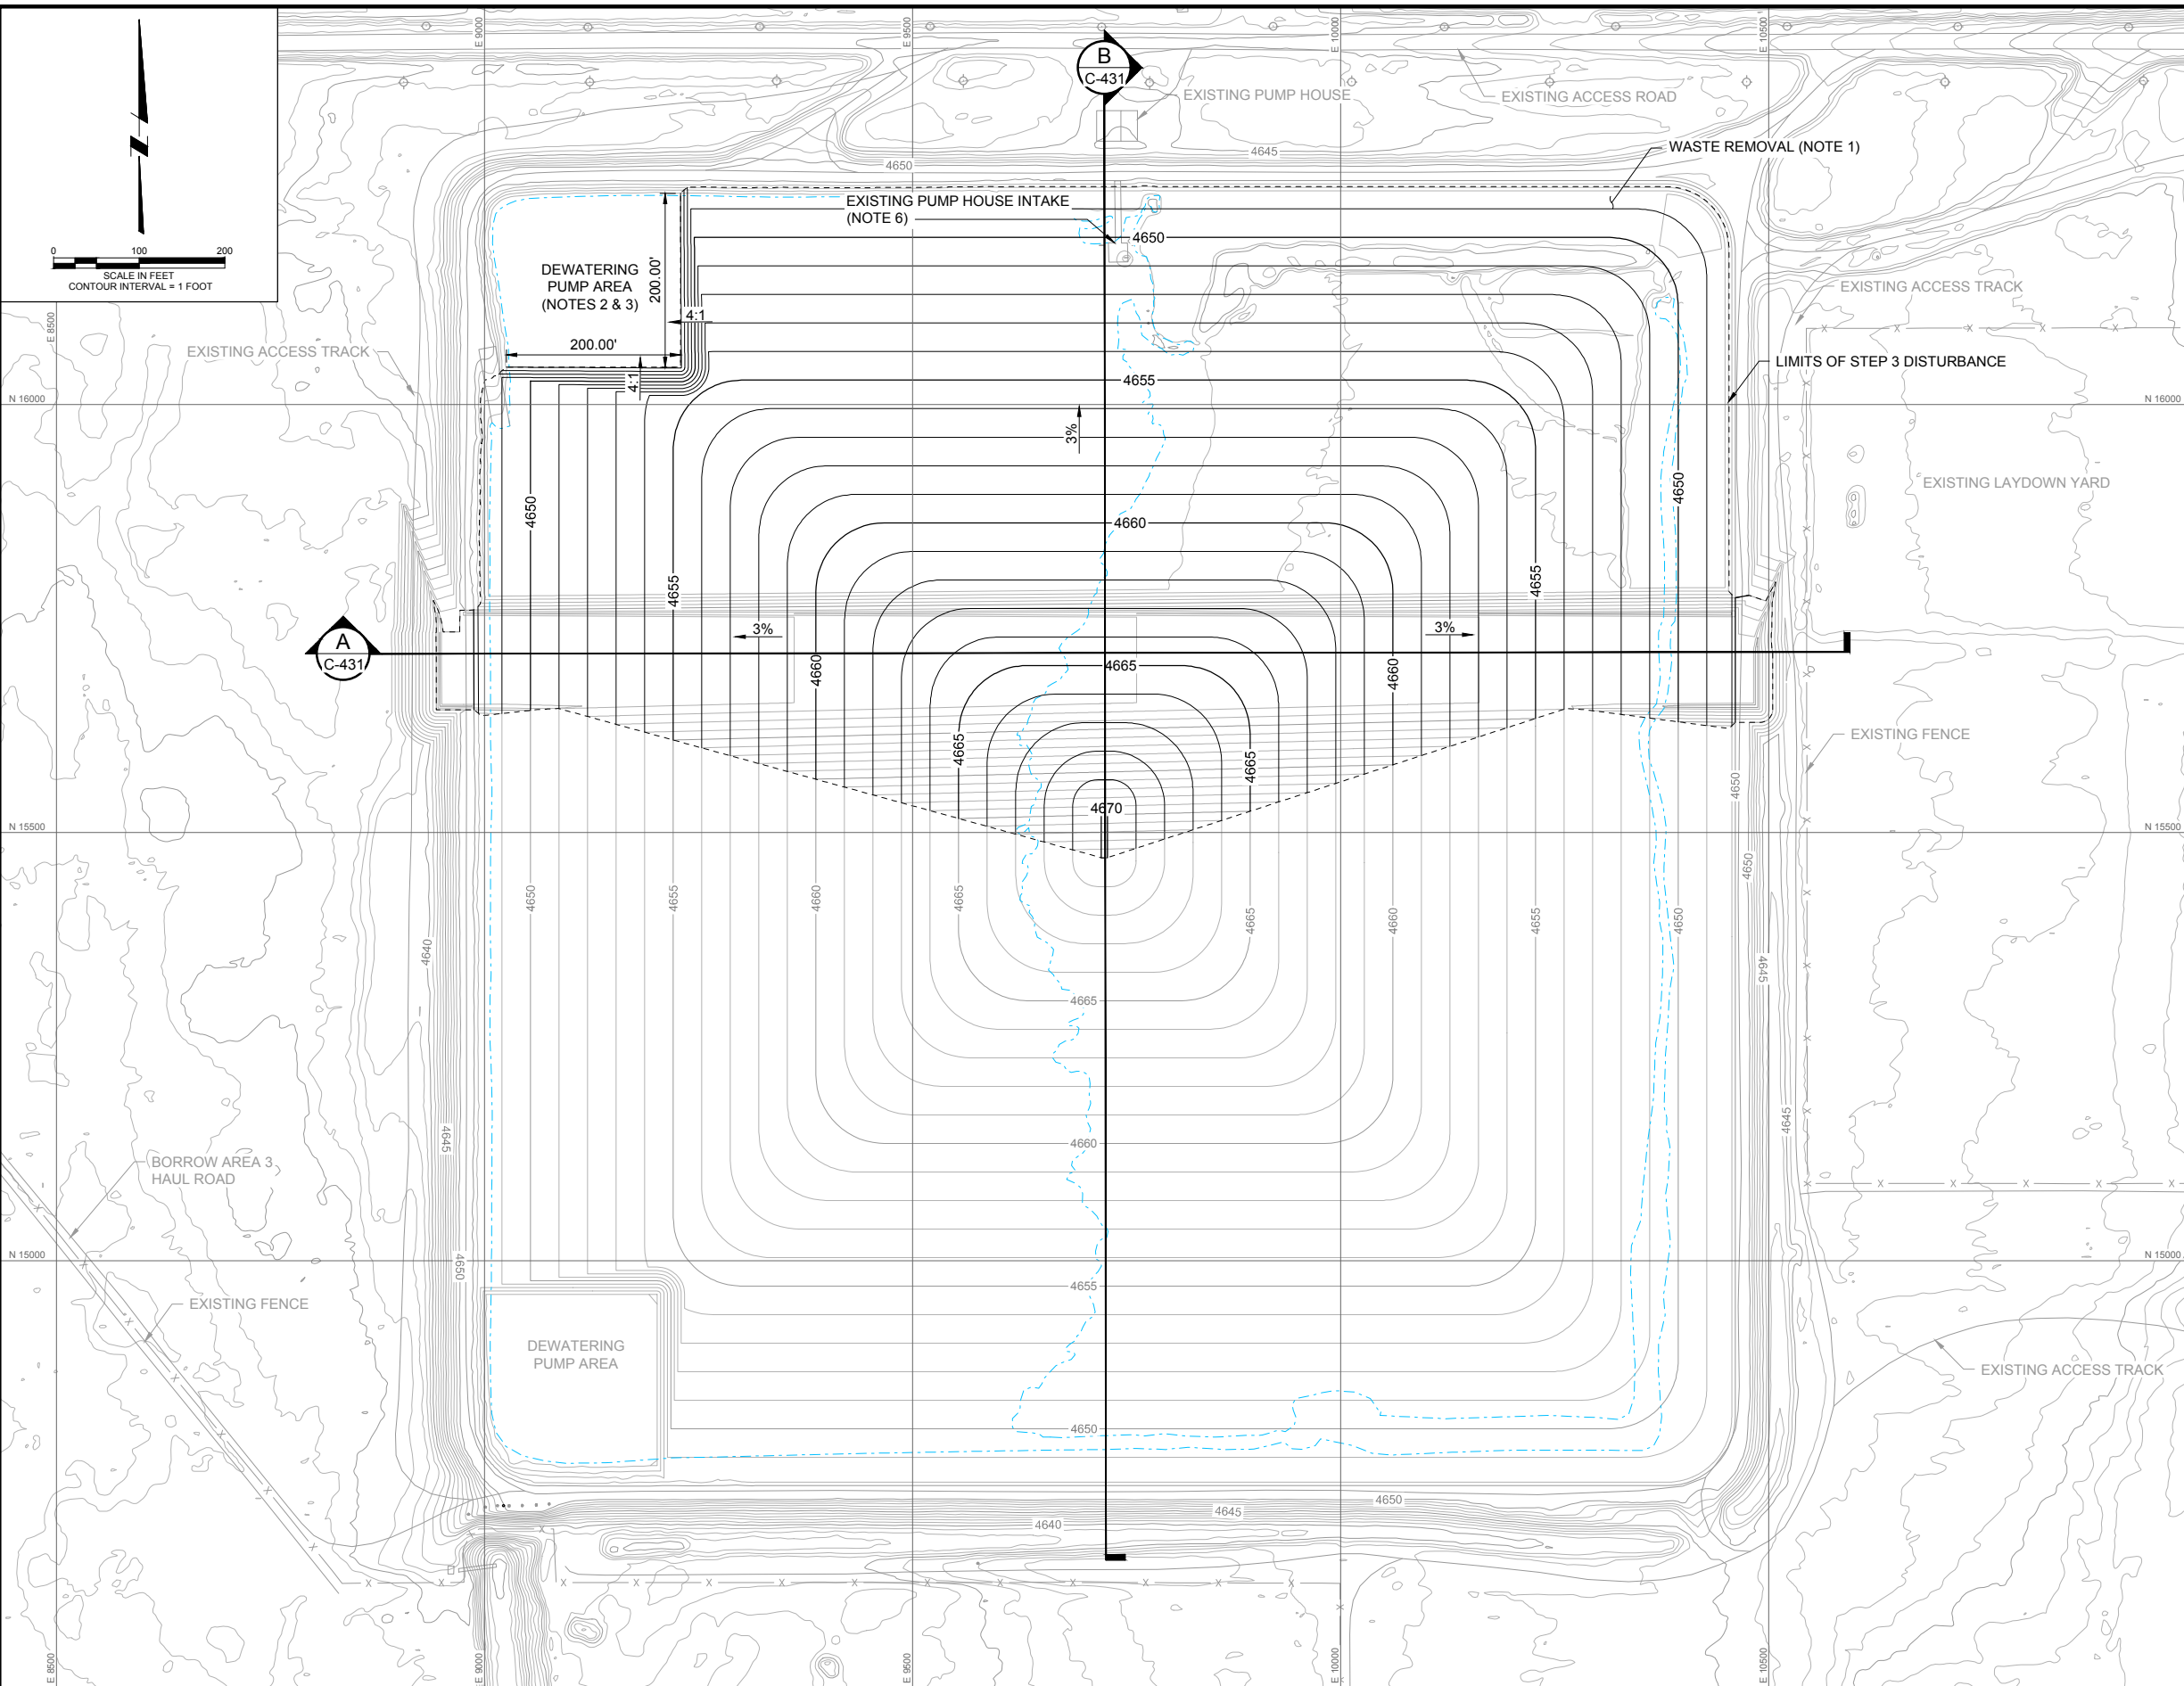 E 9000
E 9500
E 10000
E 10500
B
C-431
EXISTING PUMP HOUSE
EXISTING ACCESS ROAD
4645
4650
WASTE REMOVAL (NOTE 1)
EXISTING PUMP HOUSE INTAKE
(NOTE 6)
4650
0 100 200
SCALE IN FEET
CONTOUR INTERVAL = 1 FOOT
DEWATERING
PUMP AREA
(NOTES 2 & 3)
200.00'
4:1
200.00'
4:1
EXISTING ACCESS TRACK
E 8500
EXISTING ACCESS TRACK
LIMITS OF STEP 3 DISTURBANCE
4655
N 16000
N 16000
3%
4650
4650
EXISTING LAYDOWN YARD
4660
4655
4655
A
C-431
3%
3%
4660
4665
4660
4665
4665
EXISTING FENCE
4650
4670
N 15500
N 15500
4650
4650
4655
4660
4665
4665
4660
4655
4650
4640
4645
4665
4645
4645
4660
BORROW AREA 3
HAUL ROAD
N 15000
N 15000
4650
4655
EXISTING FENCE
DEWATERING
PUMP AREA
EXISTING ACCESS TRACK
4650
4650
4645
4640
E 8500
E 9000
E 9500
E 10000
E 10500